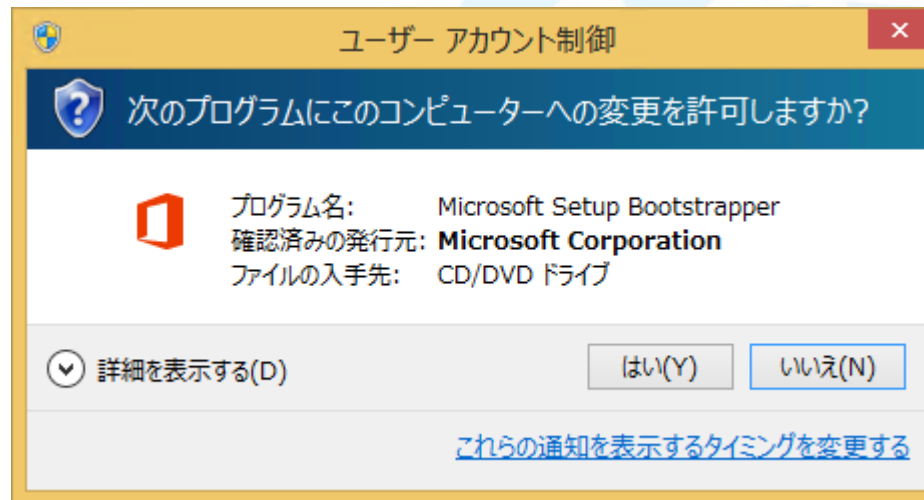 ユーザー アカウント制御
次のプログラムにこのコンピューターへの変更を許可しますか?
プログラム名: Microsoft Setup Bootstrapper
確認済みの発行元: Microsoft Corporation
ファイルの入手先: CD/DVD ドライブ
詳細を表示する(D) はい(Y) いいえ(N)
これらの通知を表示するタイミングを変更する